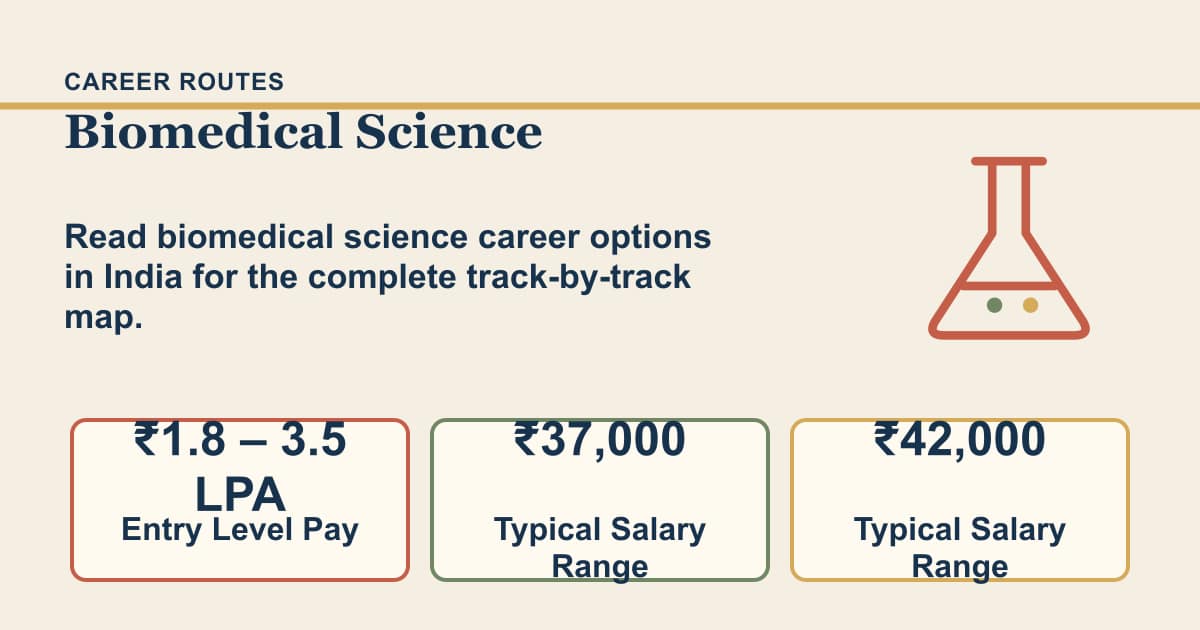 CAREER ROUTES
Biomedical Science
Read biomedical science career options
in India for the complete track-by-track
map.
₹1.8 – 3.5
LPA
Entry Level Pay
₹37,000
Typical Salary
Range
₹42,000
Typical Salary
Range